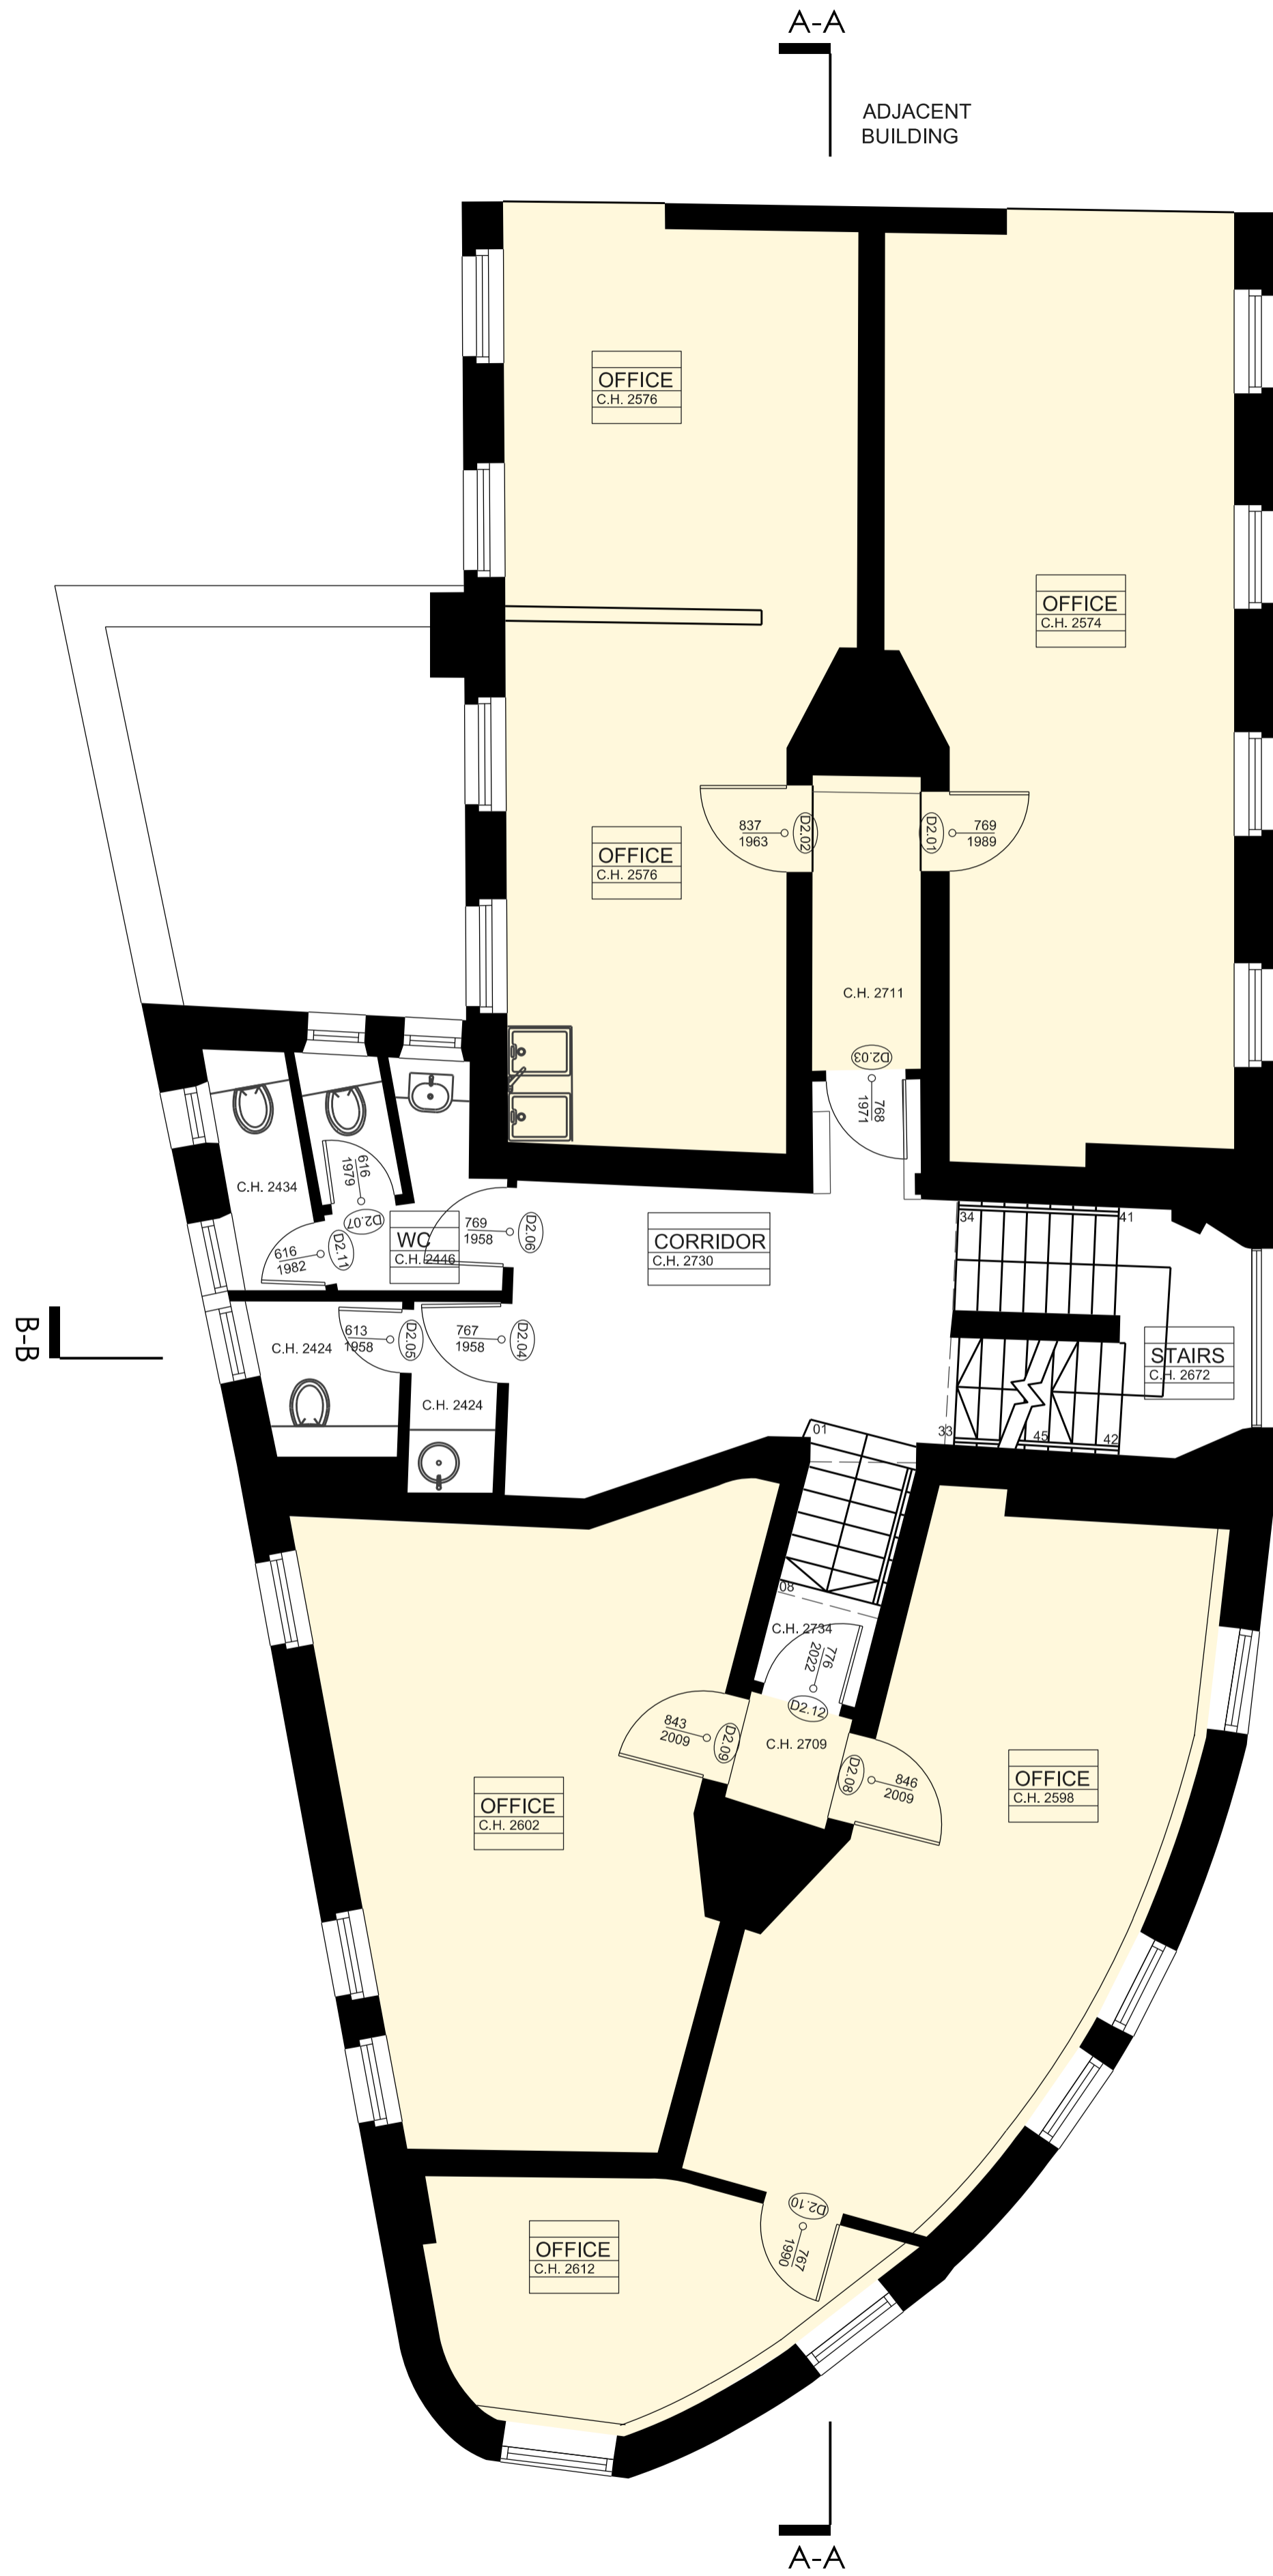 A-A
ADJACENT
BUILDING
OFFICE
C.H. 2576
OFFICE
C.H. 2574
OFFICE
C.H. 2576
837
1963
D2.02
D2.01
769
1989
C.H. 2711
D2.03
768
1971
C.H. 2434
616
1979
D2.07
616
1982
D2.11
WC
C.H. 2446
769
1958
D2.06
CORRIDOR
C.H. 2730
34
41
B-B
C.H. 2424
613
1958
D2.05
767
1958
D2.04
C.H. 2424
STAIRS
C.H. 2672
33
45
42
01
08
C.H. 2734
776
2022
D2.12
843
2009
D2.09
C.H. 2709
D2.08
846
2009
OFFICE
C.H. 2602
OFFICE
C.H. 2598
D2.10
767
1990
OFFICE
C.H. 2612
A-A